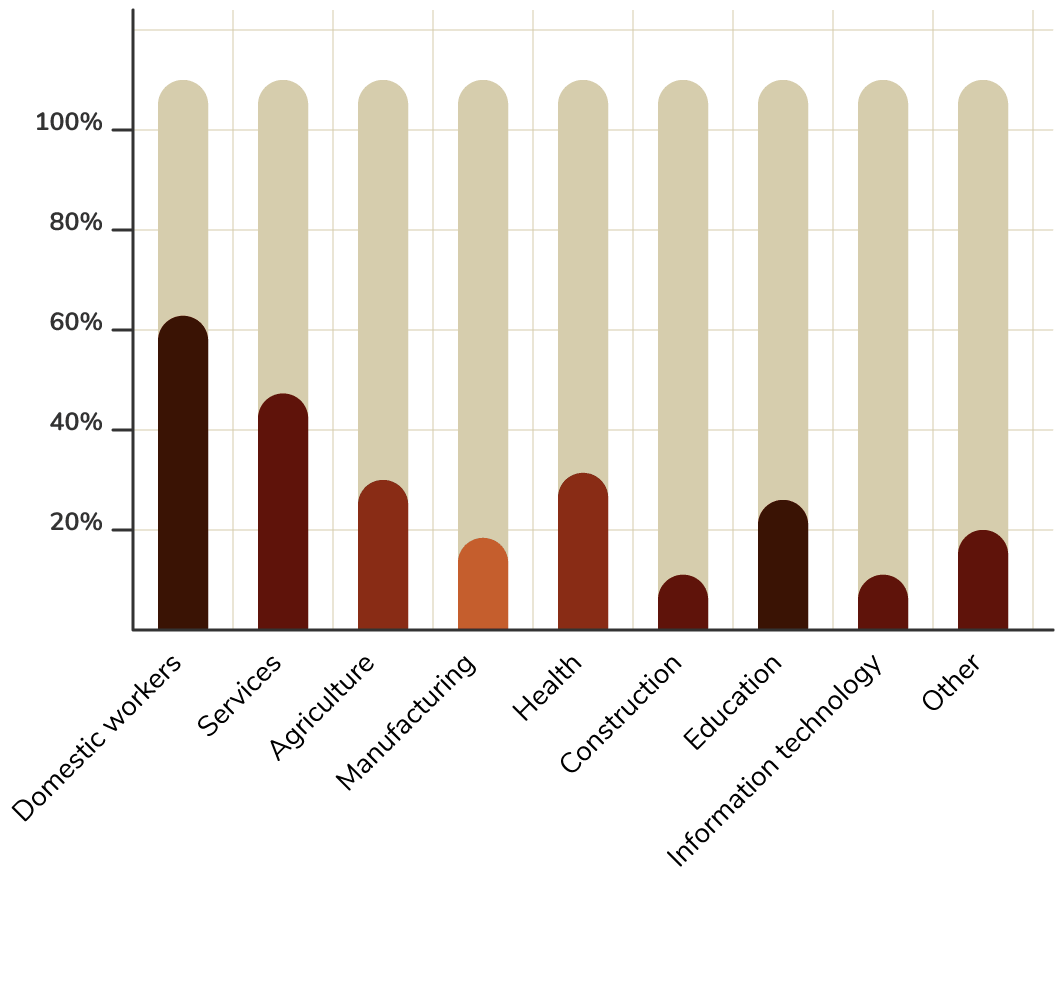 100%
80%
60%
40%
20%
Domestic workers
Services
Agriculture
Manufacturing
Health
Construction
Education
Information technology
Other